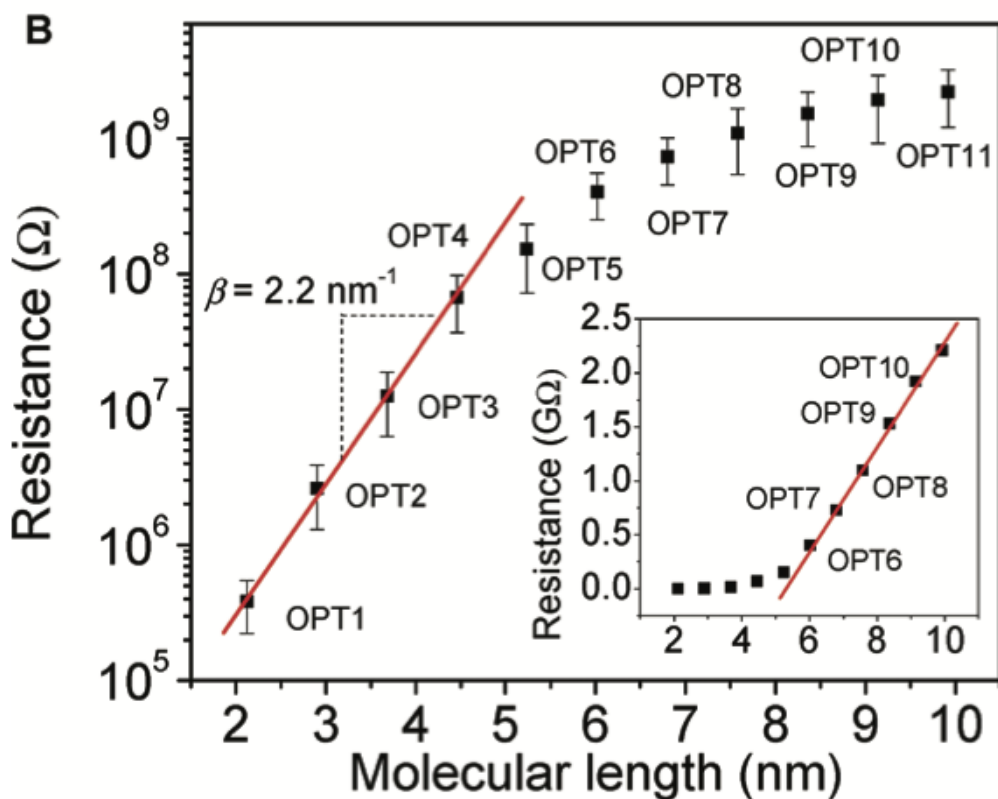 B
Resistance (Ω)
10⁹
10⁸
10⁷
10⁶
10⁵
OPT10
OPT8
OPT6
OPT9
OPT11
OPT7
OPT4
OPT5
β = 2.2 nm⁻¹
OPT3
OPT2
OPT1
2 3 4 5 6 7 8 9 10
Molecular length (nm)
Resistance (GΩ)
2.5
2.0
1.5
1.0
0.5
0.0
OPT10
OPT9
OPT7
OPT8
OPT6
2 4 6 8 10